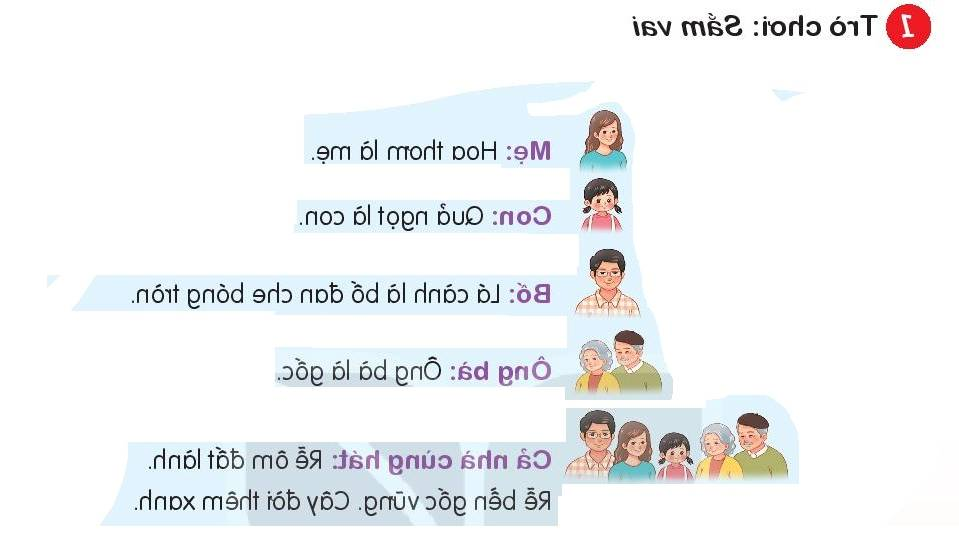 1 Trò chơi: Sắm vai
Mẹ: Hoa thơm là mẹ.
Con: Quả ngọt là con.
Bố: Lá cành là bố đan che bóng tròn.
Ông bà: Ông bà là gốc.
Cả nhà cùng hát: Rễ ôm đất lành.
Rễ bền gốc vững. Cây đời thêm xanh.